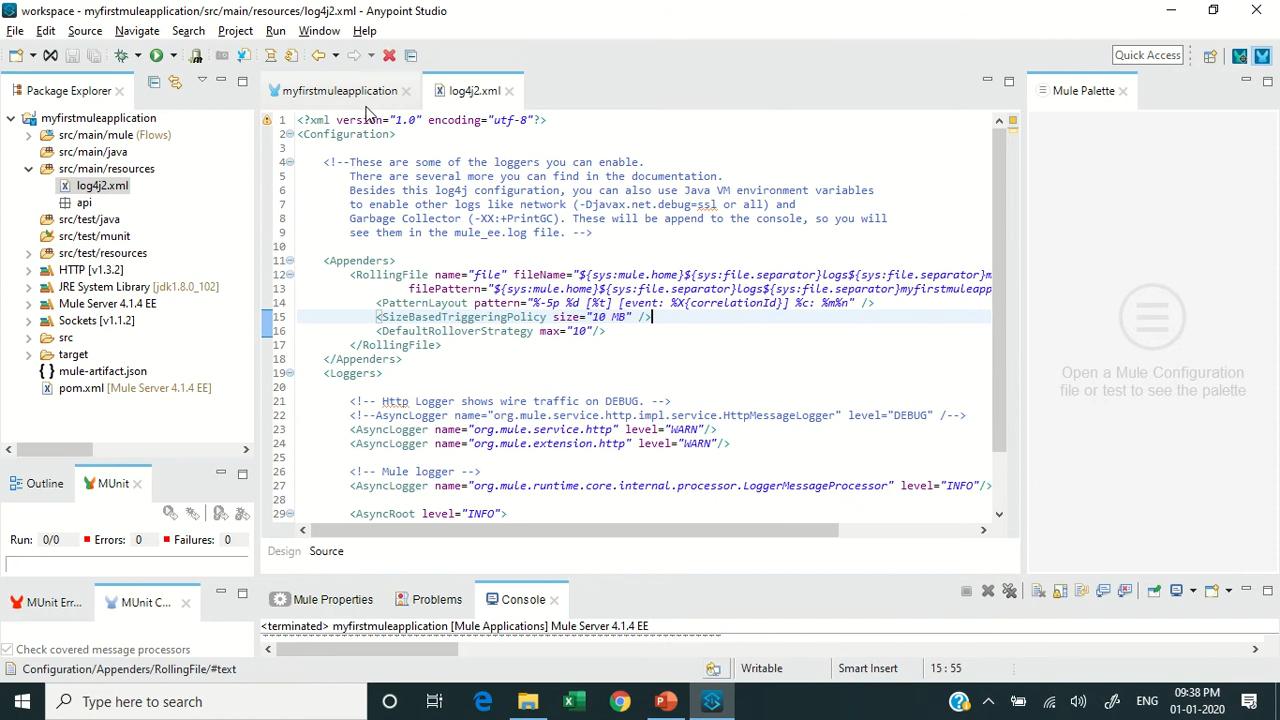 workspace - myfirstmuleapplication/src/main/resources/log4j2.xml - Anypoint Studio
File Edit Source Navigate Search Project Run Window Help
Quick Access
Package Explorer
myfirstmuleapplication
src/main/mule (Flows)
src/main/java
src/main/resources
log4j2.xml
api
src/test/java
src/test/munit
src/test/resources
HTTP [v1.3.2]
JRE System Library [jdk1.8.0_102]
Mule Server 4.1.4 EE
Sockets [v1.1.2]
src
target
mule-artifact.json
pom.xml [Mule Server 4.1.4 EE]
myfirstmuleapplication
log4j2.xml
1 <?xml version="1.0" encoding="utf-8"?>
2 <Configuration>
3
4 <!--These are some of the loggers you can enable.
5 There are several more you can find in the documentation.
6 Besides this log4j configuration, you can also use Java VM environment variables
7 to enable other logs like network (-Djavax.net.debug=ssl or all) and
8 Garbage Collector (-XX:+PrintGC). These will be append to the console, so you will
9 see them in the mule_ee.log file. -->
10
11 <Appenders>
12 <RollingFile name="file" fileName="${sys:mule.home}${sys:file.separator}logs${sys:file.separator}m
13 filePattern="${sys:mule.home}${sys:file.separator}logs${sys:file.separator}myfirstmuleapp
14 <PatternLayout pattern="%-5p %d [%t] [event: %X{correlationId}] %c: %m%n" />
15 <SizeBasedTriggeringPolicy size="10 MB" />
16 <DefaultRolloverStrategy max="10"/>
17 </RollingFile>
18 </Appenders>
19 <Loggers>
20
21 <!-- Http Logger shows wire traffic on DEBUG. -->
22 <!--AsyncLogger name="org.mule.service.http.impl.service.HttpMessageLogger" level="DEBUG" /-->
23 <AsyncLogger name="org.mule.service.http" level="WARN"/>
24 <AsyncLogger name="org.mule.extension.http" level="WARN"/>
25
26 <!-- Mule logger -->
27 <AsyncLogger name="org.mule.runtime.core.internal.processor.LoggerMessageProcessor" level="INFO"/>
28
29 <AsyncRoot level="INFO">
Design Source
Mule Palette
Open a Mule Configuration
file or test to see the palette
Outline
MUnit
Run: 0/0 Errors: 0 Failures: 0
MUnit Err...
MUnit C...
Check covered message processors
Mule Properties
Problems
Console
<terminated> myfirstmuleapplication [Mule Applications] Mule Server 4.1.4 EE
Configuration/Appenders/RollingFile/#text
Writable
Smart Insert
15 : 55
Type here to search
ENG
09:38 PM
01-01-2020